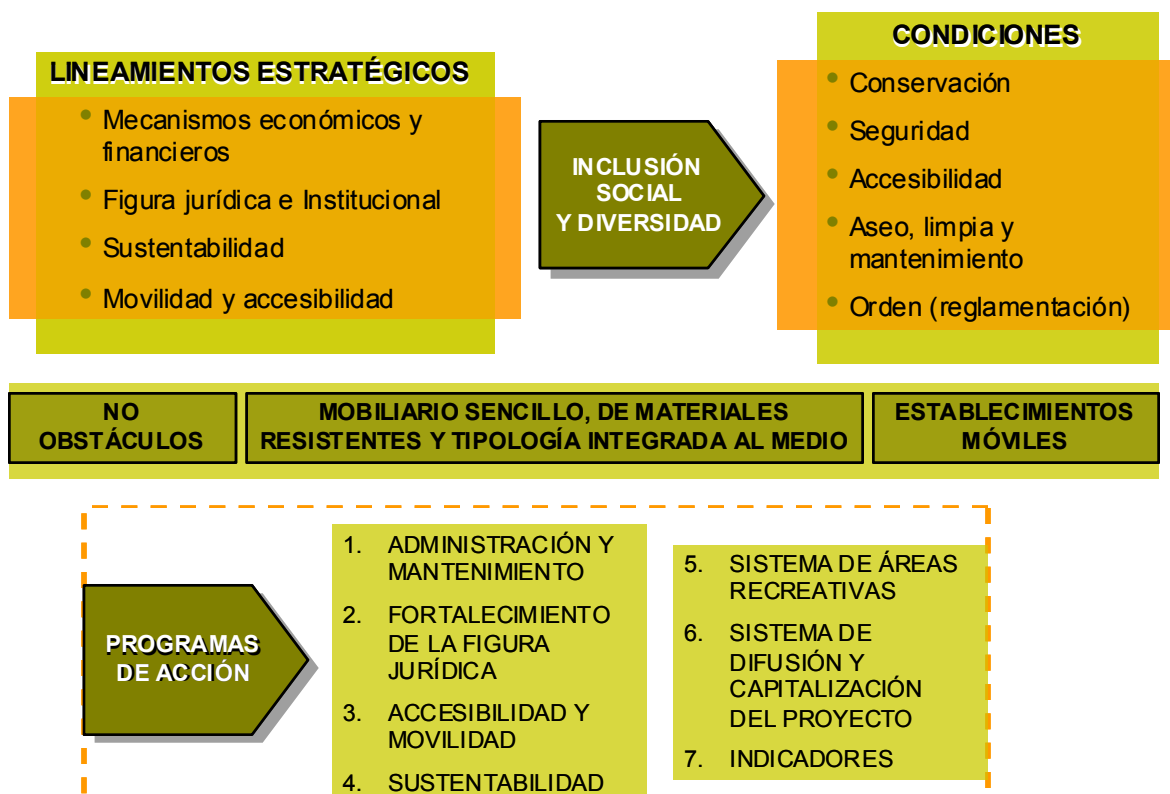 LINEAMIENTOS ESTRATÉGICOS
• Mecanismos económicos y
financieros
• Figura jurídica e Institucional
• Sustentabilidad
• Movilidad y accesibilidad
INCLUSIÓN
SOCIAL
Y DIVERSIDAD
CONDICIONES
• Conservación
• Seguridad
• Accesibilidad
• Aseo, limpia y
mantenimiento
• Orden (reglamentación)
NO
OBSTÁCULOS
MOBILIARIO SENCILLO, DE MATERIALES
RESISTENTES Y TIPOLOGÍA INTEGRADA AL MEDIO
ESTABLECIMIENTOS
MÓVILES
PROGRAMAS
DE ACCIÓN
1. ADMINISTRACIÓN Y
MANTENIMIENTO
2. FORTALECIMIENTO
DE LA FIGURA
JURÍDICA
3. ACCESIBILIDAD Y
MOVILIDAD
4. SUSTENTABILIDAD
5. SISTEMA DE ÁREAS
RECREATIVAS
6. SISTEMA DE
DIFUSIÓN Y
CAPITALIZACIÓN
DEL PROYECTO
7. INDICADORES